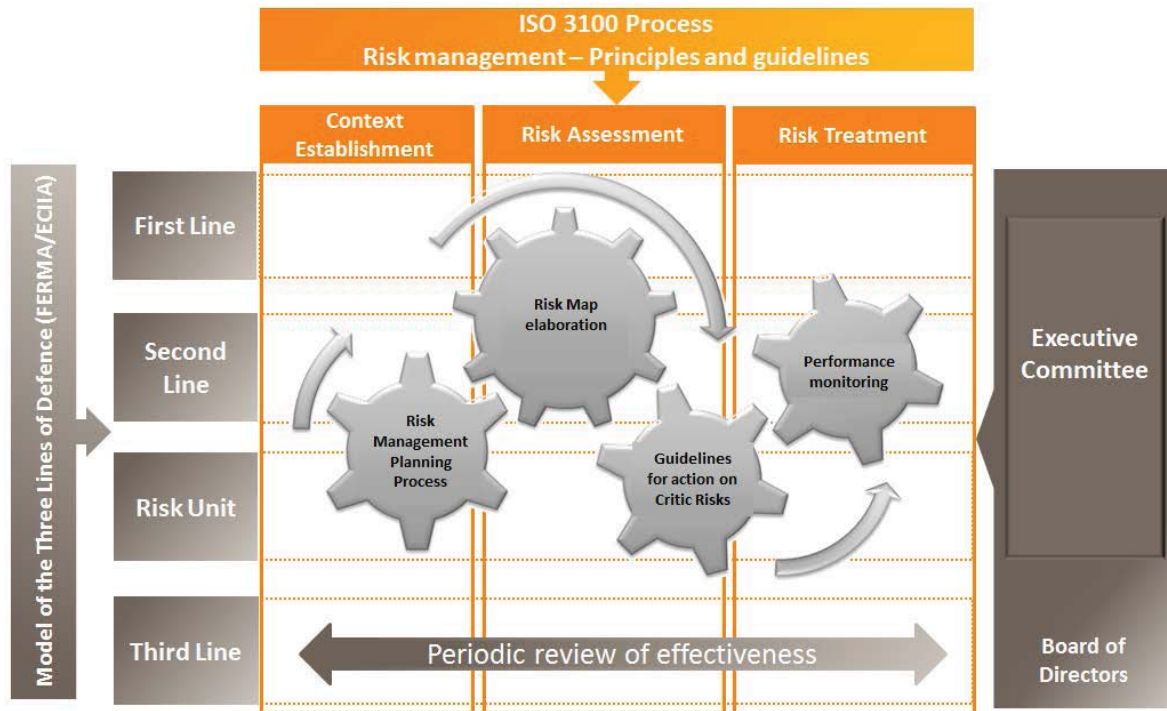 ISO 3100 Process
Risk management – Principles and guidelines
Context
Establishment
Risk Assessment
Risk Treatment
Model of the Three Lines of Defence (FERMA/ECIIA)
First Line
Second
Line
Risk Unit
Third Line
Risk Map
elaboration
Performance
monitoring
Risk
Management
Planning
Process
Guidelines
for action on
Critic Risks
Periodic review of effectiveness
Executive
Committee
Board of
Directors